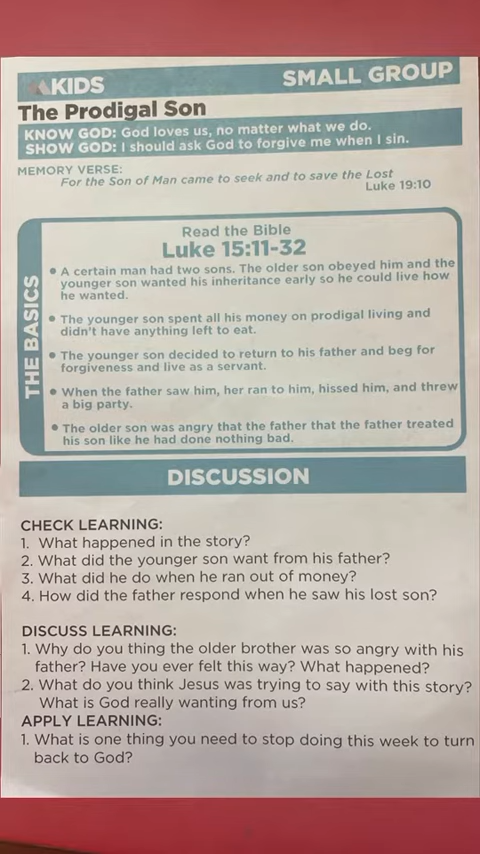 KIDS
SMALL GROUP
The Prodigal Son
KNOW GOD: God loves us, no matter what we do.
SHOW GOD: I should ask God to forgive me when I sin.
MEMORY VERSE:
For the Son of Man came to seek and to save the Lost
Luke 19:10
THE BASICS
Read the Bible
Luke 15:11-32
• A certain man had two sons. The older son obeyed him and the
younger son wanted his inheritance early so he could live how
he wanted.
• The younger son spent all his money on prodigal living and
didn't have anything left to eat.
• The younger son decided to return to his father and beg for
forgiveness and live as a servant.
• When the father saw him, her ran to him, hissed him, and threw
a big party.
• The older son was angry that the father that the father treated
his son like he had done nothing bad.
DISCUSSION
CHECK LEARNING:
1. What happened in the story?
2. What did the younger son want from his father?
3. What did he do when he ran out of money?
4. How did the father respond when he saw his lost son?
DISCUSS LEARNING:
1. Why do you thing the older brother was so angry with his
father? Have you ever felt this way? What happened?
2. What do you think Jesus was trying to say with this story?
What is God really wanting from us?
APPLY LEARNING:
1. What is one thing you need to stop doing this week to turn
back to God?